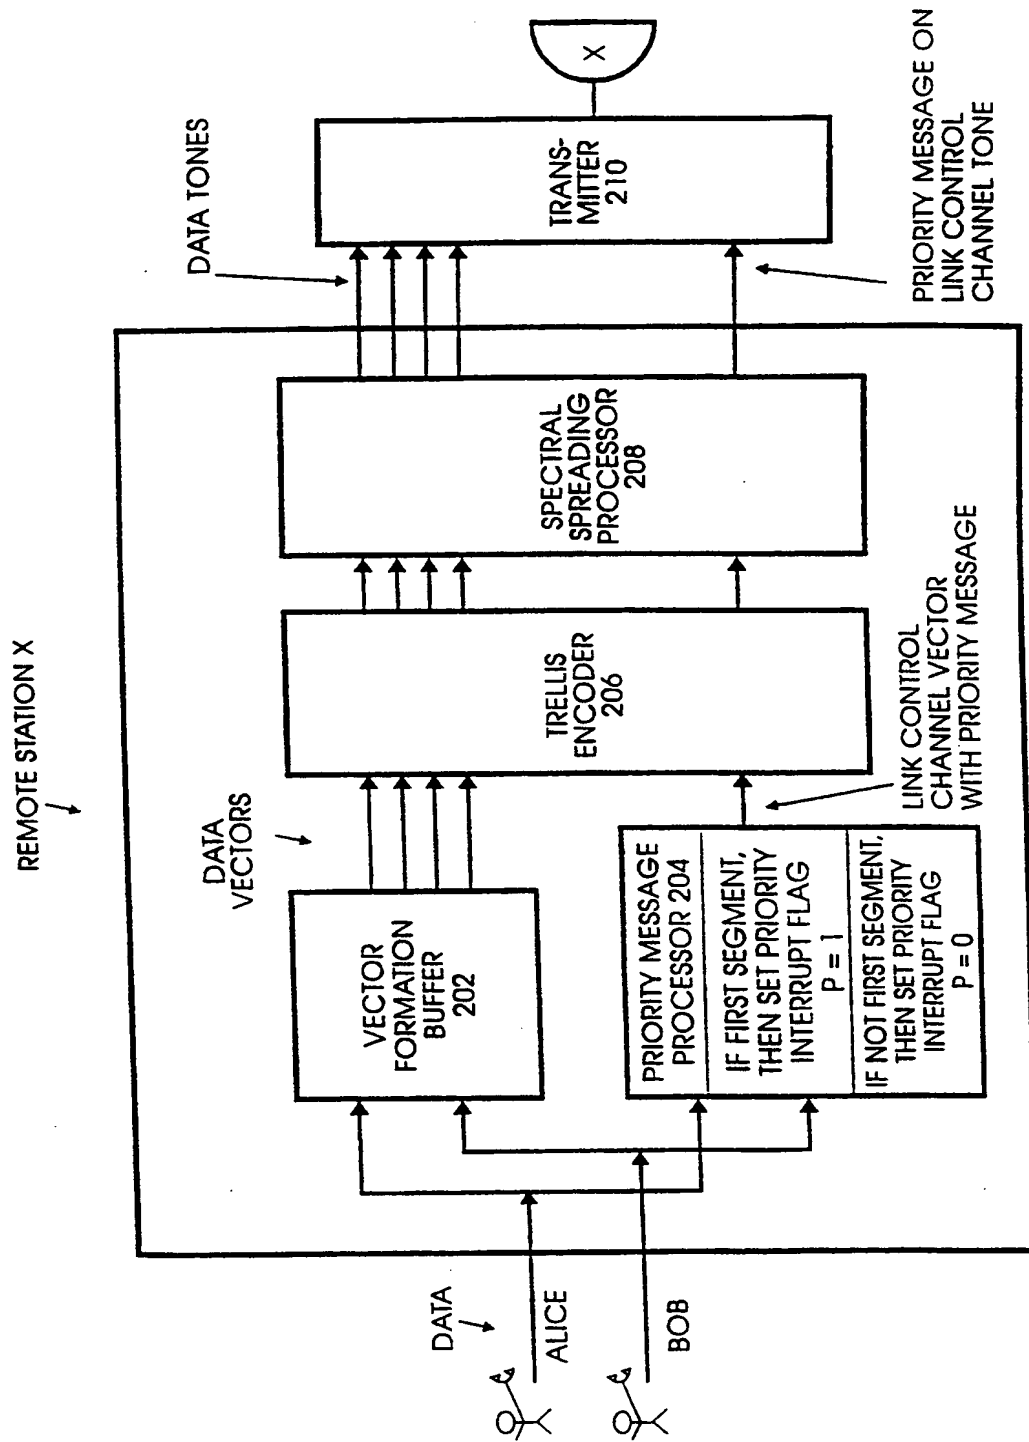 REMOTE STATION X
DATA
ALICE
BOB
DATA
VECTORS
VECTOR
FORMATION
BUFFER
202
PRIORITY MESSAGE
PROCESSOR 204
IF FIRST SEGMENT,
THEN SET PRIORITY
INTERRUPT FLAG
P = 1
IF NOT FIRST SEGMENT,
THEN SET PRIORITY
INTERRUPT FLAG
P = 0
LINK CONTROL
CHANNEL VECTOR
WITH PRIORITY MESSAGE
TRELLIS
ENCODER
206
SPECTRAL
SPREADING
PROCESSOR
208
DATA TONES
TRANS-
MITTER
210
X
PRIORITY MESSAGE ON
LINK CONTROL
CHANNEL TONE